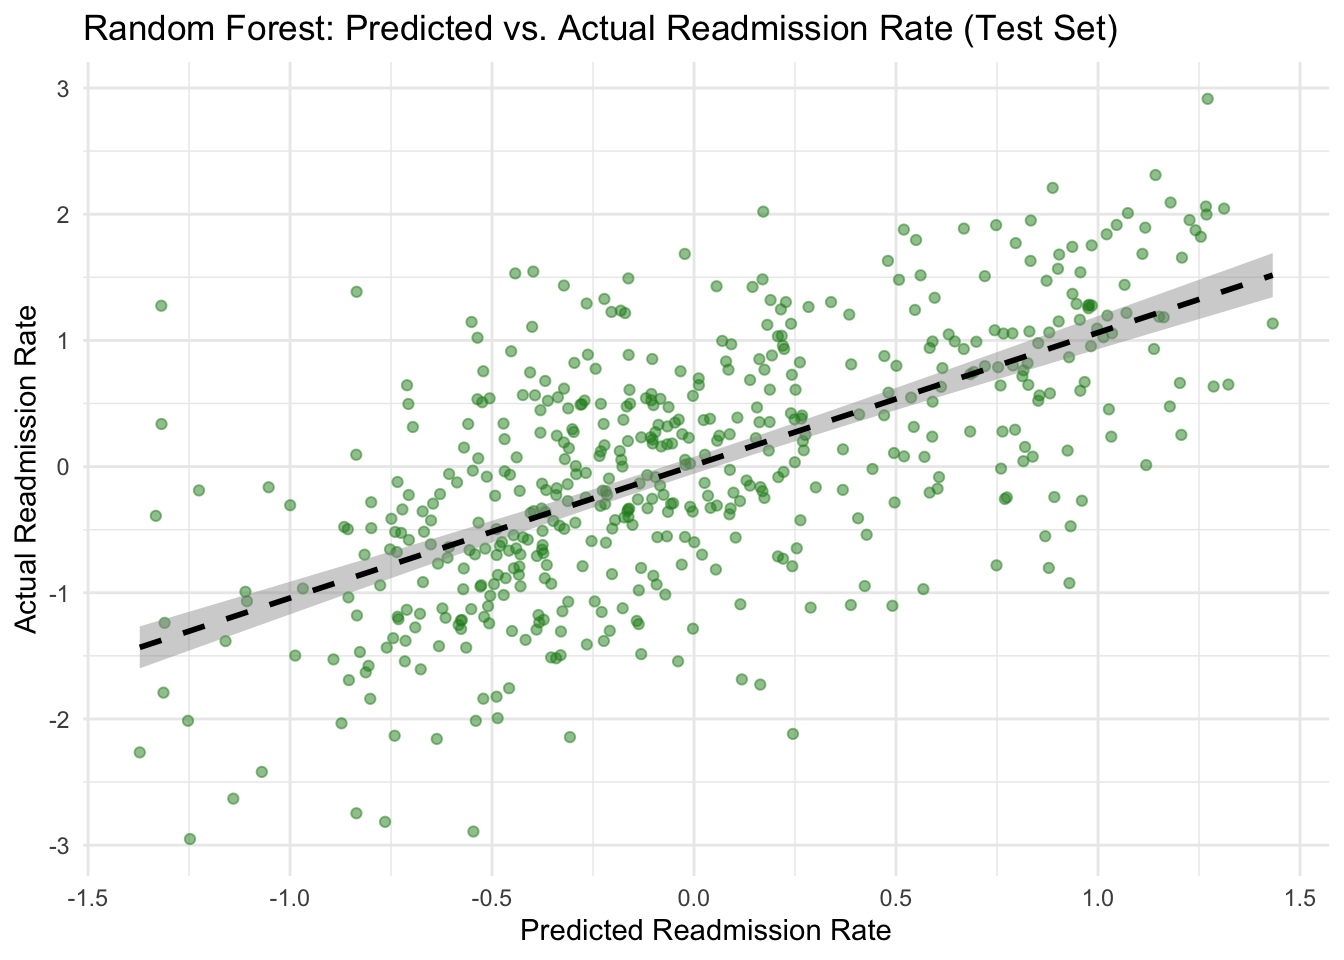 Random Forest: Predicted vs. Actual Readmission Rate (Test Set)
Actual Readmission Rate
3
2
1
0
-1
-2
-3
-1.5 -1.0 -0.5 0.0 0.5 1.0 1.5
Predicted Readmission Rate